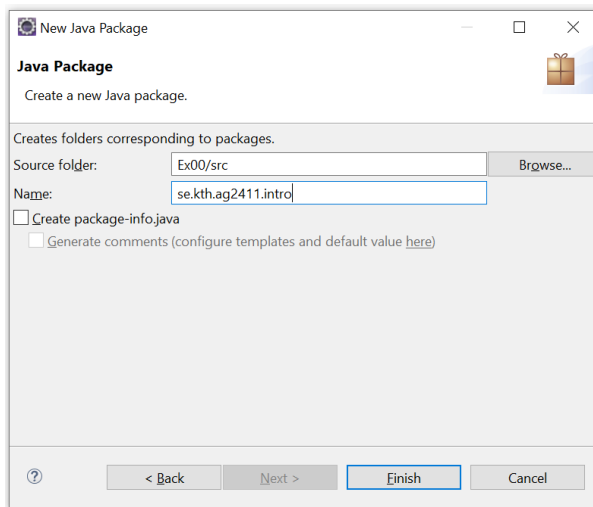 New Java Package
Java Package
Create a new Java package.
Creates folders corresponding to packages.
Source folder: Ex00/src Browse...
Name: se.kth.ag2411.intro
Create package-info.java
Generate comments (configure templates and default value here)
? < Back Next > Finish Cancel